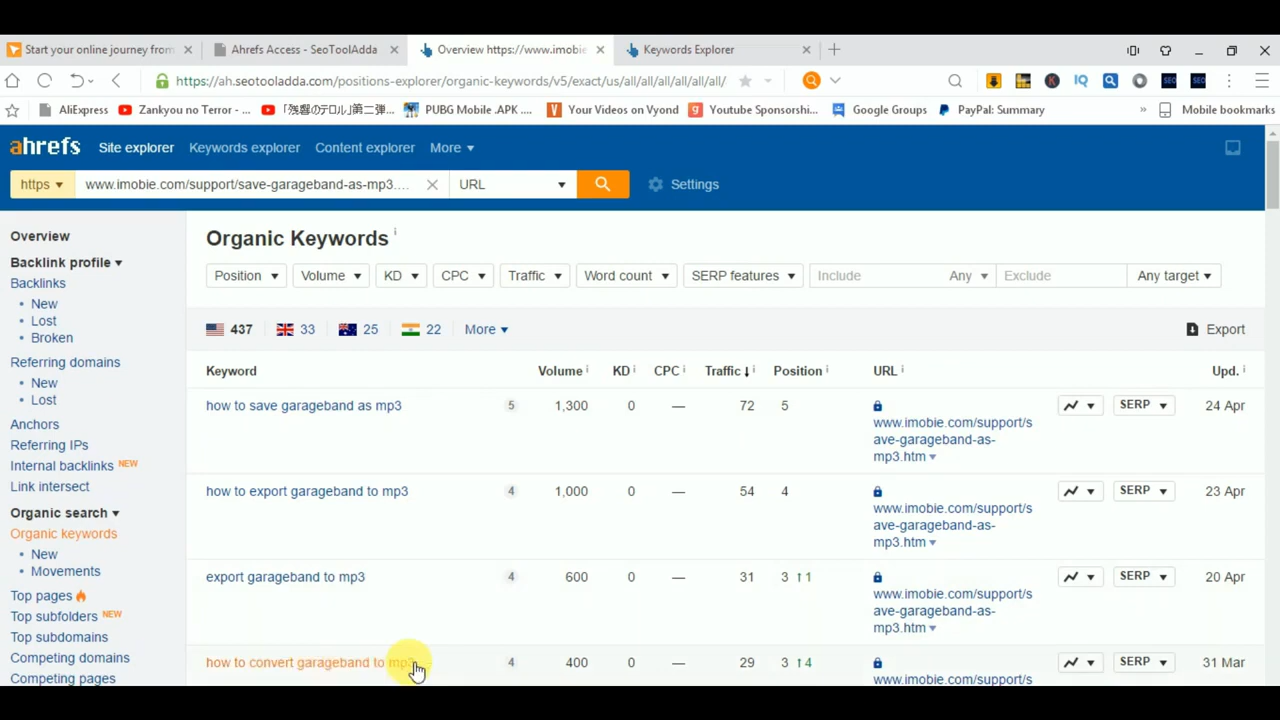 Start your online journey from
Ahrefs Access - SeoToolAdda
Overview https://www.imobie
Keywords Explorer
https://ah.seotooladda.com/positions-explorer/organic-keywords/v5/exact/us/all/all/all/all/all/all/
AliExpress
Zankyou no Terror - ...
「残響のテロル」第二弾...
PUBG Mobile .APK ....
Your Videos on Vyond
Youtube Sponsorshi...
Google Groups
PayPal: Summary
»
Mobile bookmarks
ahrefs Site explorer Keywords explorer Content explorer More
https www.imobie.com/support/save-garageband-as-mp3.... URL Settings
Overview
Backlink profile
Backlinks
• New
• Lost
• Broken
Referring domains
• New
• Lost
Anchors
Referring IPs
Internal backlinks NEW
Link intersect
Organic search
Organic keywords
• New
• Movements
Top pages
Top subfolders NEW
Top subdomains
Competing domains
Competing pages
Organic Keywords i
Position Volume KD CPC Traffic Word count SERP features Include Any Exclude Any target
437 33 25 22 More Export
Keyword Volume i KD i CPC i Traffic i Position i URL i Upd. i
how to save garageband as mp3 5 1,300 0 — 72 5 SERP 24 Apr
www.imobie.com/support/s
ave-garageband-as-
mp3.htm
how to export garageband to mp3 4 1,000 0 — 54 4 SERP 23 Apr
www.imobie.com/support/s
ave-garageband-as-
mp3.htm
export garageband to mp3 4 600 0 — 31 3 ↑1 SERP 20 Apr
www.imobie.com/support/s
ave-garageband-as-
mp3.htm
how to convert garageband to mp3 4 400 0 — 29 3 ↑4 SERP 31 Mar
www.imobie.com/support/s